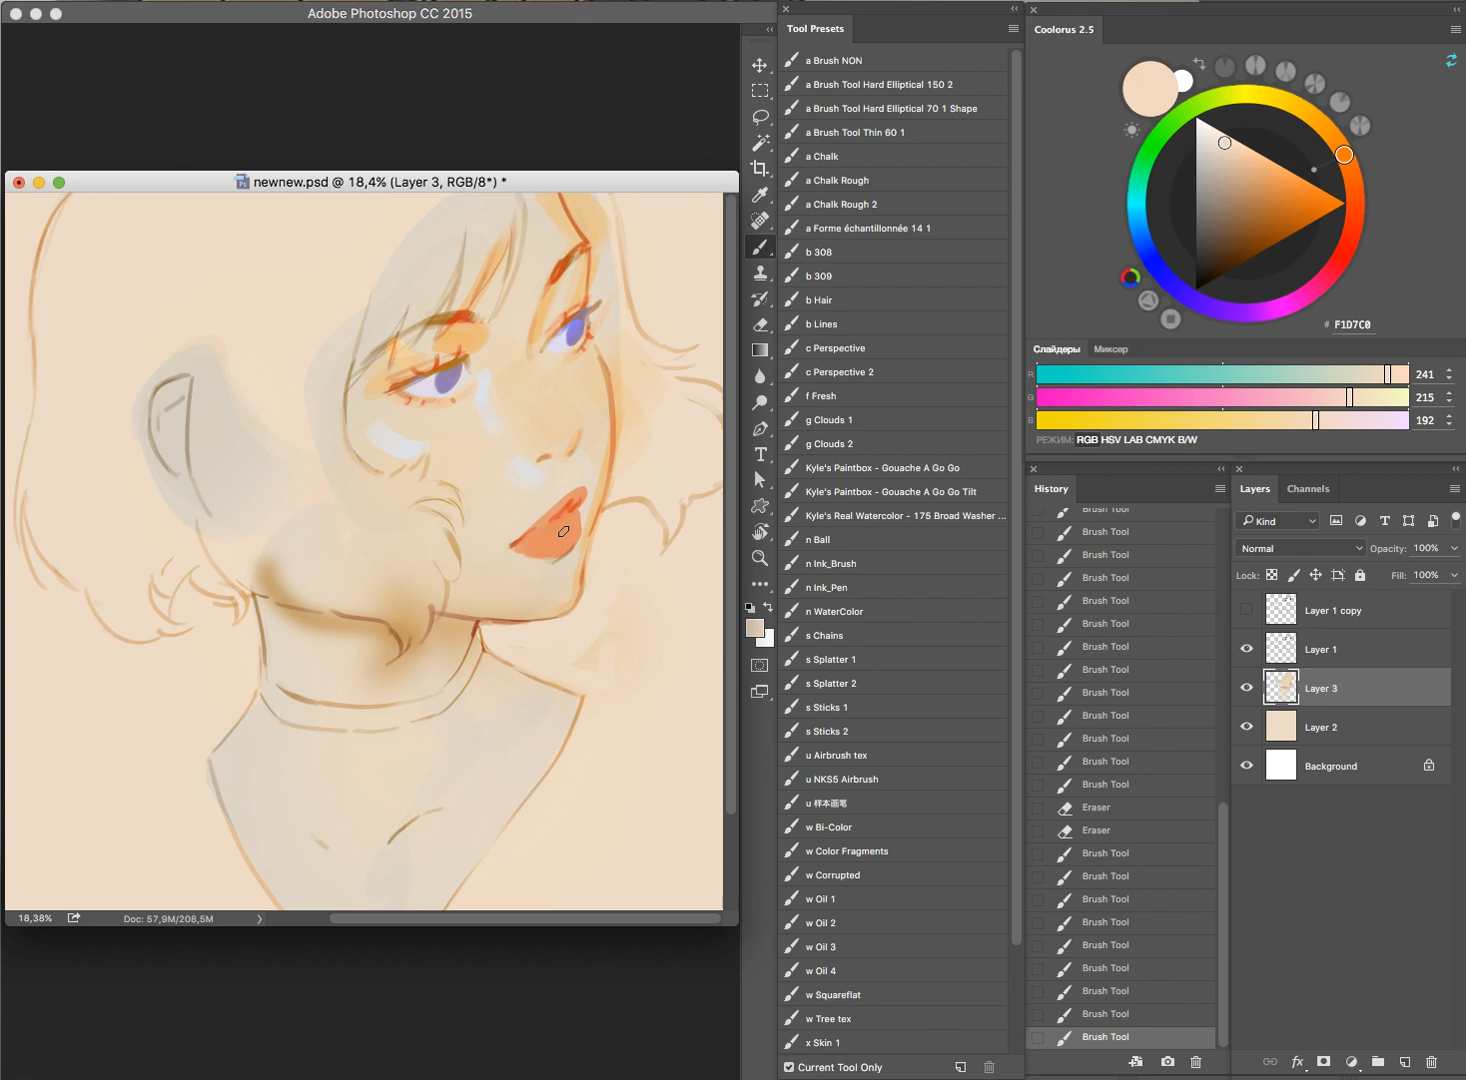 Adobe Photoshop CC 2015
newnew.psd @ 18,4% (Layer 3, RGB/8*) *
18,38%
Doc: 57,9M/208,5M
Tool Presets
a Brush NON
a Brush Tool Hard Elliptical 150 2
a Brush Tool Hard Elliptical 70 1 Shape
a Brush Tool Thin 60 1
a Chalk
a Chalk Rough
a Chalk Rough 2
a Forme échantillonnée 14 1
b 308
b 309
b Hair
b Lines
c Perspective
c Perspective 2
f Fresh
g Clouds 1
g Clouds 2
Kyle's Paintbox - Gouache A Go Go
Kyle's Paintbox - Gouache A Go Go Tilt
Kyle's Real Watercolor - 175 Broad Washer ...
n Ball
n Ink_Brush
n Ink_Pen
n WaterColor
s Chains
s Splatter 1
s Splatter 2
s Sticks 1
s Sticks 2
u Airbrush tex
u NKS5 Airbrush
u 样本画笔
w Bi-Color
w Color Fragments
w Corrupted
w Oil 1
w Oil 2
w Oil 3
w Oil 4
w Squareflat
w Tree tex
x Skin 1
Current Tool Only
Coolorus 2.5
# F1D7C0
Слайдеры Миксер
R 241
G 215
B 192
РЕЖИМ: RGB HSV LAB CMYK B/W
History
Brush Tool
Brush Tool
Brush Tool
Brush Tool
Brush Tool
Brush Tool
Brush Tool
Brush Tool
Brush Tool
Brush Tool
Brush Tool
Brush Tool
Brush Tool
Eraser
Eraser
Brush Tool
Brush Tool
Brush Tool
Brush Tool
Brush Tool
Brush Tool
Brush Tool
Brush Tool
Brush Tool
Layers Channels
Kind
Normal Opacity: 100%
Lock: Fill: 100%
Layer 1 copy
Layer 1
Layer 3
Layer 2
Background
fx